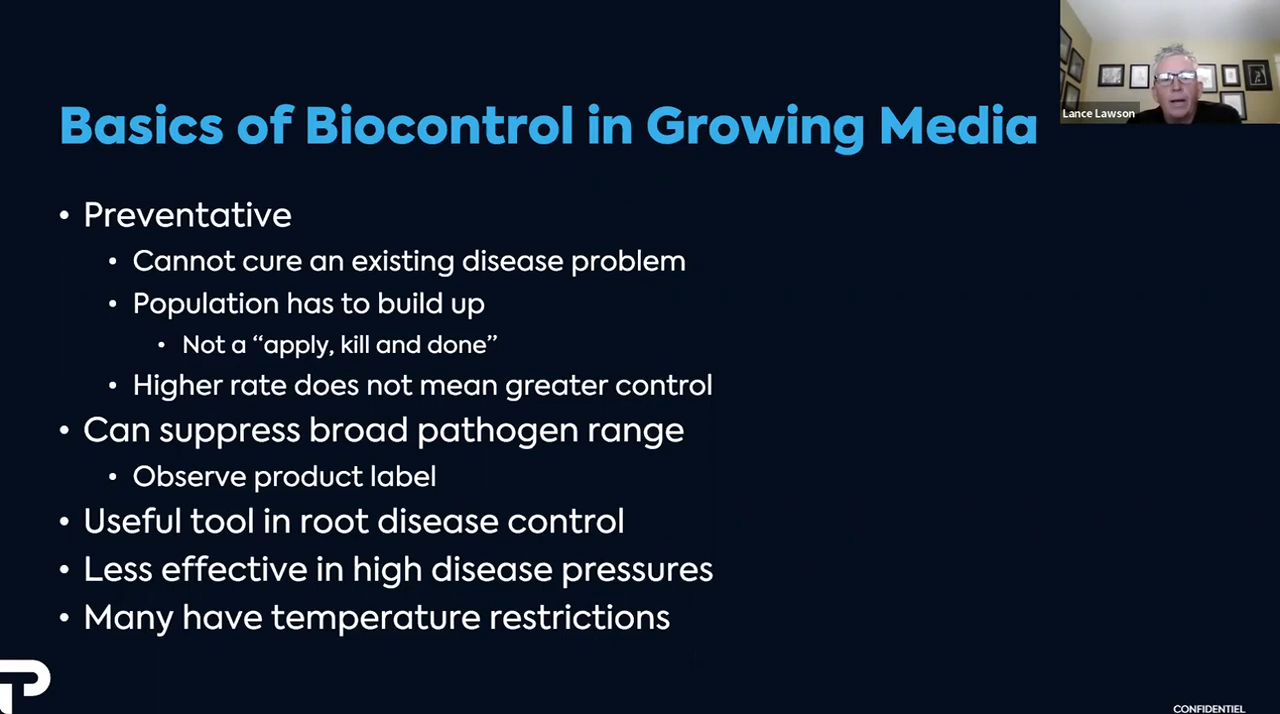 Basics of Biocontrol in Growing Media
Lance Lawson
• Preventative
• Cannot cure an existing disease problem
• Population has to build up
• Not a “apply, kill and done”
• Higher rate does not mean greater control
• Can suppress broad pathogen range
• Observe product label
• Useful tool in root disease control
• Less effective in high disease pressures
• Many have temperature restrictions
CONFIDENTIEL